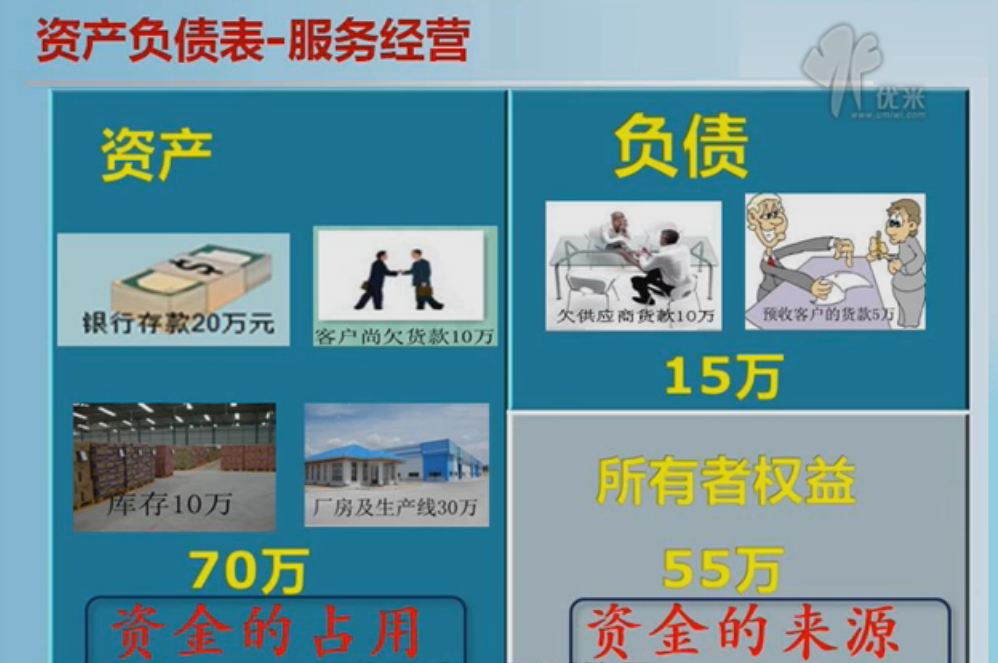 资产负债表-服务经营
优米
www.umiwi.com
资产
银行存款20万元
客户尚欠货款10万
库存10万
厂房及生产线30万
70万
资金的占用
负债
欠供应商货款10万
预收客户的货款5万
15万
所有者权益
55万
资金的来源